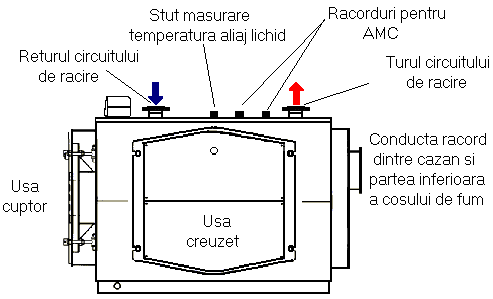 Stut masurare
temperatura aliaj lichid
Racorduri pentru
AMC
Returul circuitului
de racire
Turul circuitului
de racire
Usa
cuptor
Usa
creuzet
Conducta racord
dintre cazan si
partea inferioara
a cosului de fum